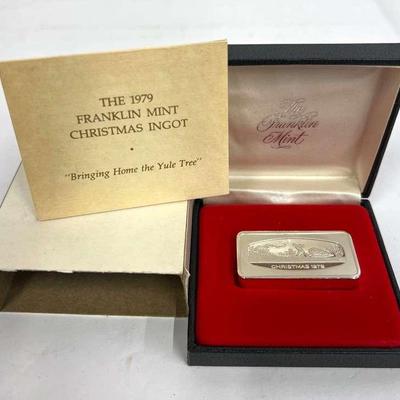 THE 1979
FRANKLIN MINT
CHRISTMAS INGOT
"Bringing Home the Yule Tree"
The
Franklin
Mint
CHRISTMAS 1979